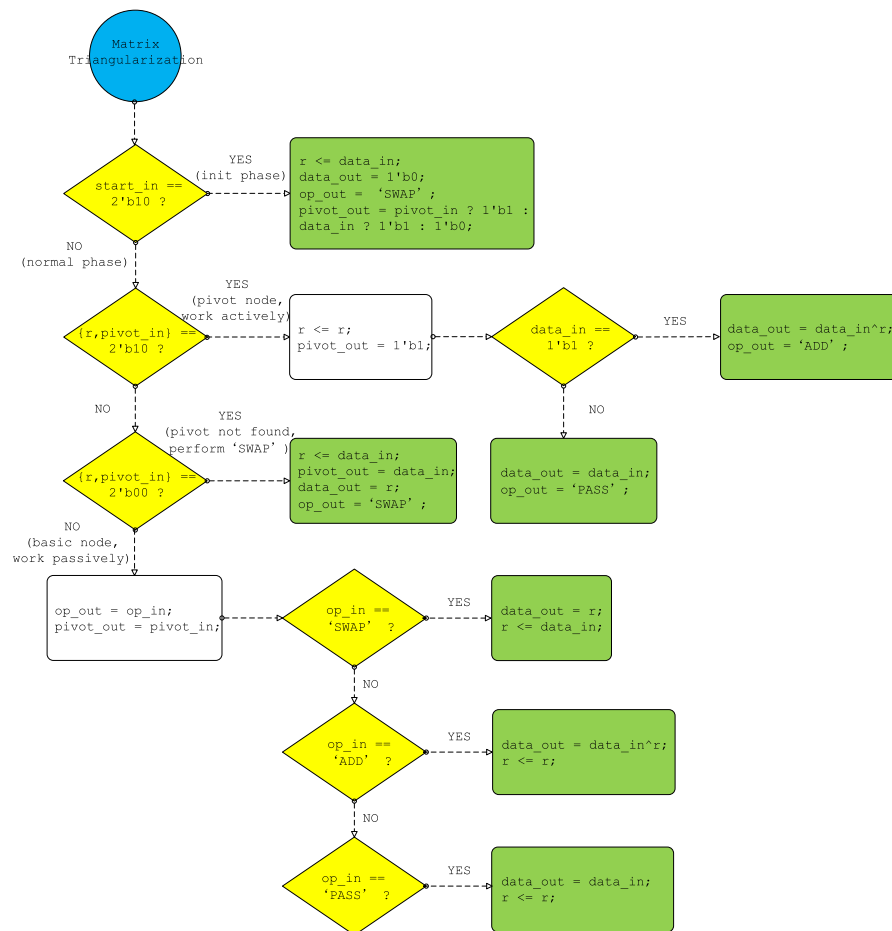 Matrix
Triangularization
start_in ==
2'b10 ?
YES
(init phase)
r <= data_in;
data_out = 1'b0;
op_out = ‘SWAP’;
pivot_out = pivot_in ? 1'b1 :
data_in ? 1'b1 : 1'b0;
NO
(normal phase)
{r,pivot_in} ==
2'b10 ?
YES
(pivot node,
work actively)
r <= r;
pivot_out = 1'b1;
data_in ==
1'b1 ?
YES
data_out = data_in^r;
op_out = ‘ADD’;
NO
data_out = data_in;
op_out = ‘PASS’;
NO
{r,pivot_in} ==
2'b00 ?
YES
(pivot not found,
perform ‘SWAP’)
r <= data_in;
pivot_out = data_in;
data_out = r;
op_out = ‘SWAP’;
NO
(basic node,
work passively)
op_out = op_in;
pivot_out = pivot_in;
op_in ==
‘SWAP’ ?
YES
data_out = r;
r <= data_in;
NO
op_in ==
‘ADD’ ?
YES
data_out = data_in^r;
r <= r;
NO
op_in ==
‘PASS’ ?
YES
data_out = data_in;
r <= r;